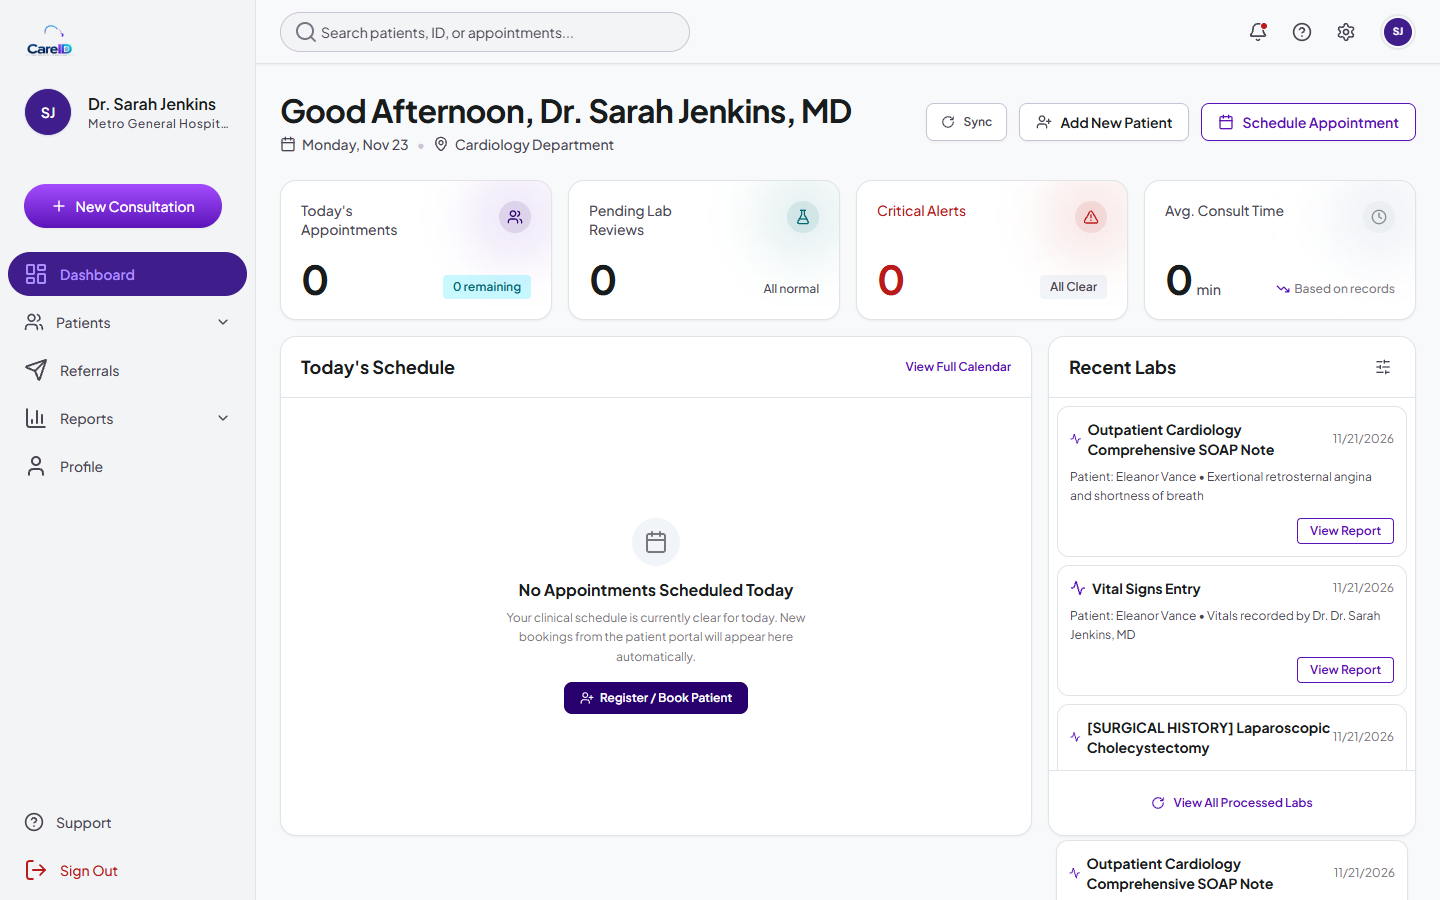 CareID
SJ
Dr. Sarah Jenkins
Metro General Hospit...
New Consultation
Dashboard
Patients
Referrals
Reports
Profile
Support
Sign Out
Search patients, ID, or appointments...
SJ
Good Afternoon, Dr. Sarah Jenkins, MD
Monday, Nov 23 • Cardiology Department
Sync
Add New Patient
Schedule Appointment
Today's
Appointments
0
0 remaining
Pending Lab
Reviews
0
All normal
Critical Alerts
0
All Clear
Avg. Consult Time
0 min
Based on records
Today's Schedule
View Full Calendar
No Appointments Scheduled Today
Your clinical schedule is currently clear for today. New
bookings from the patient portal will appear here
automatically.
Register / Book Patient
Recent Labs
Outpatient Cardiology
Comprehensive SOAP Note
11/21/2026
Patient: Eleanor Vance • Exertional retrosternal angina
and shortness of breath
View Report
Vital Signs Entry
11/21/2026
Patient: Eleanor Vance • Vitals recorded by Dr. Dr. Sarah
Jenkins, MD
View Report
[SURGICAL HISTORY] Laparoscopic
Cholecystectomy
11/21/2026
View All Processed Labs
Outpatient Cardiology
Comprehensive SOAP Note
11/21/2026